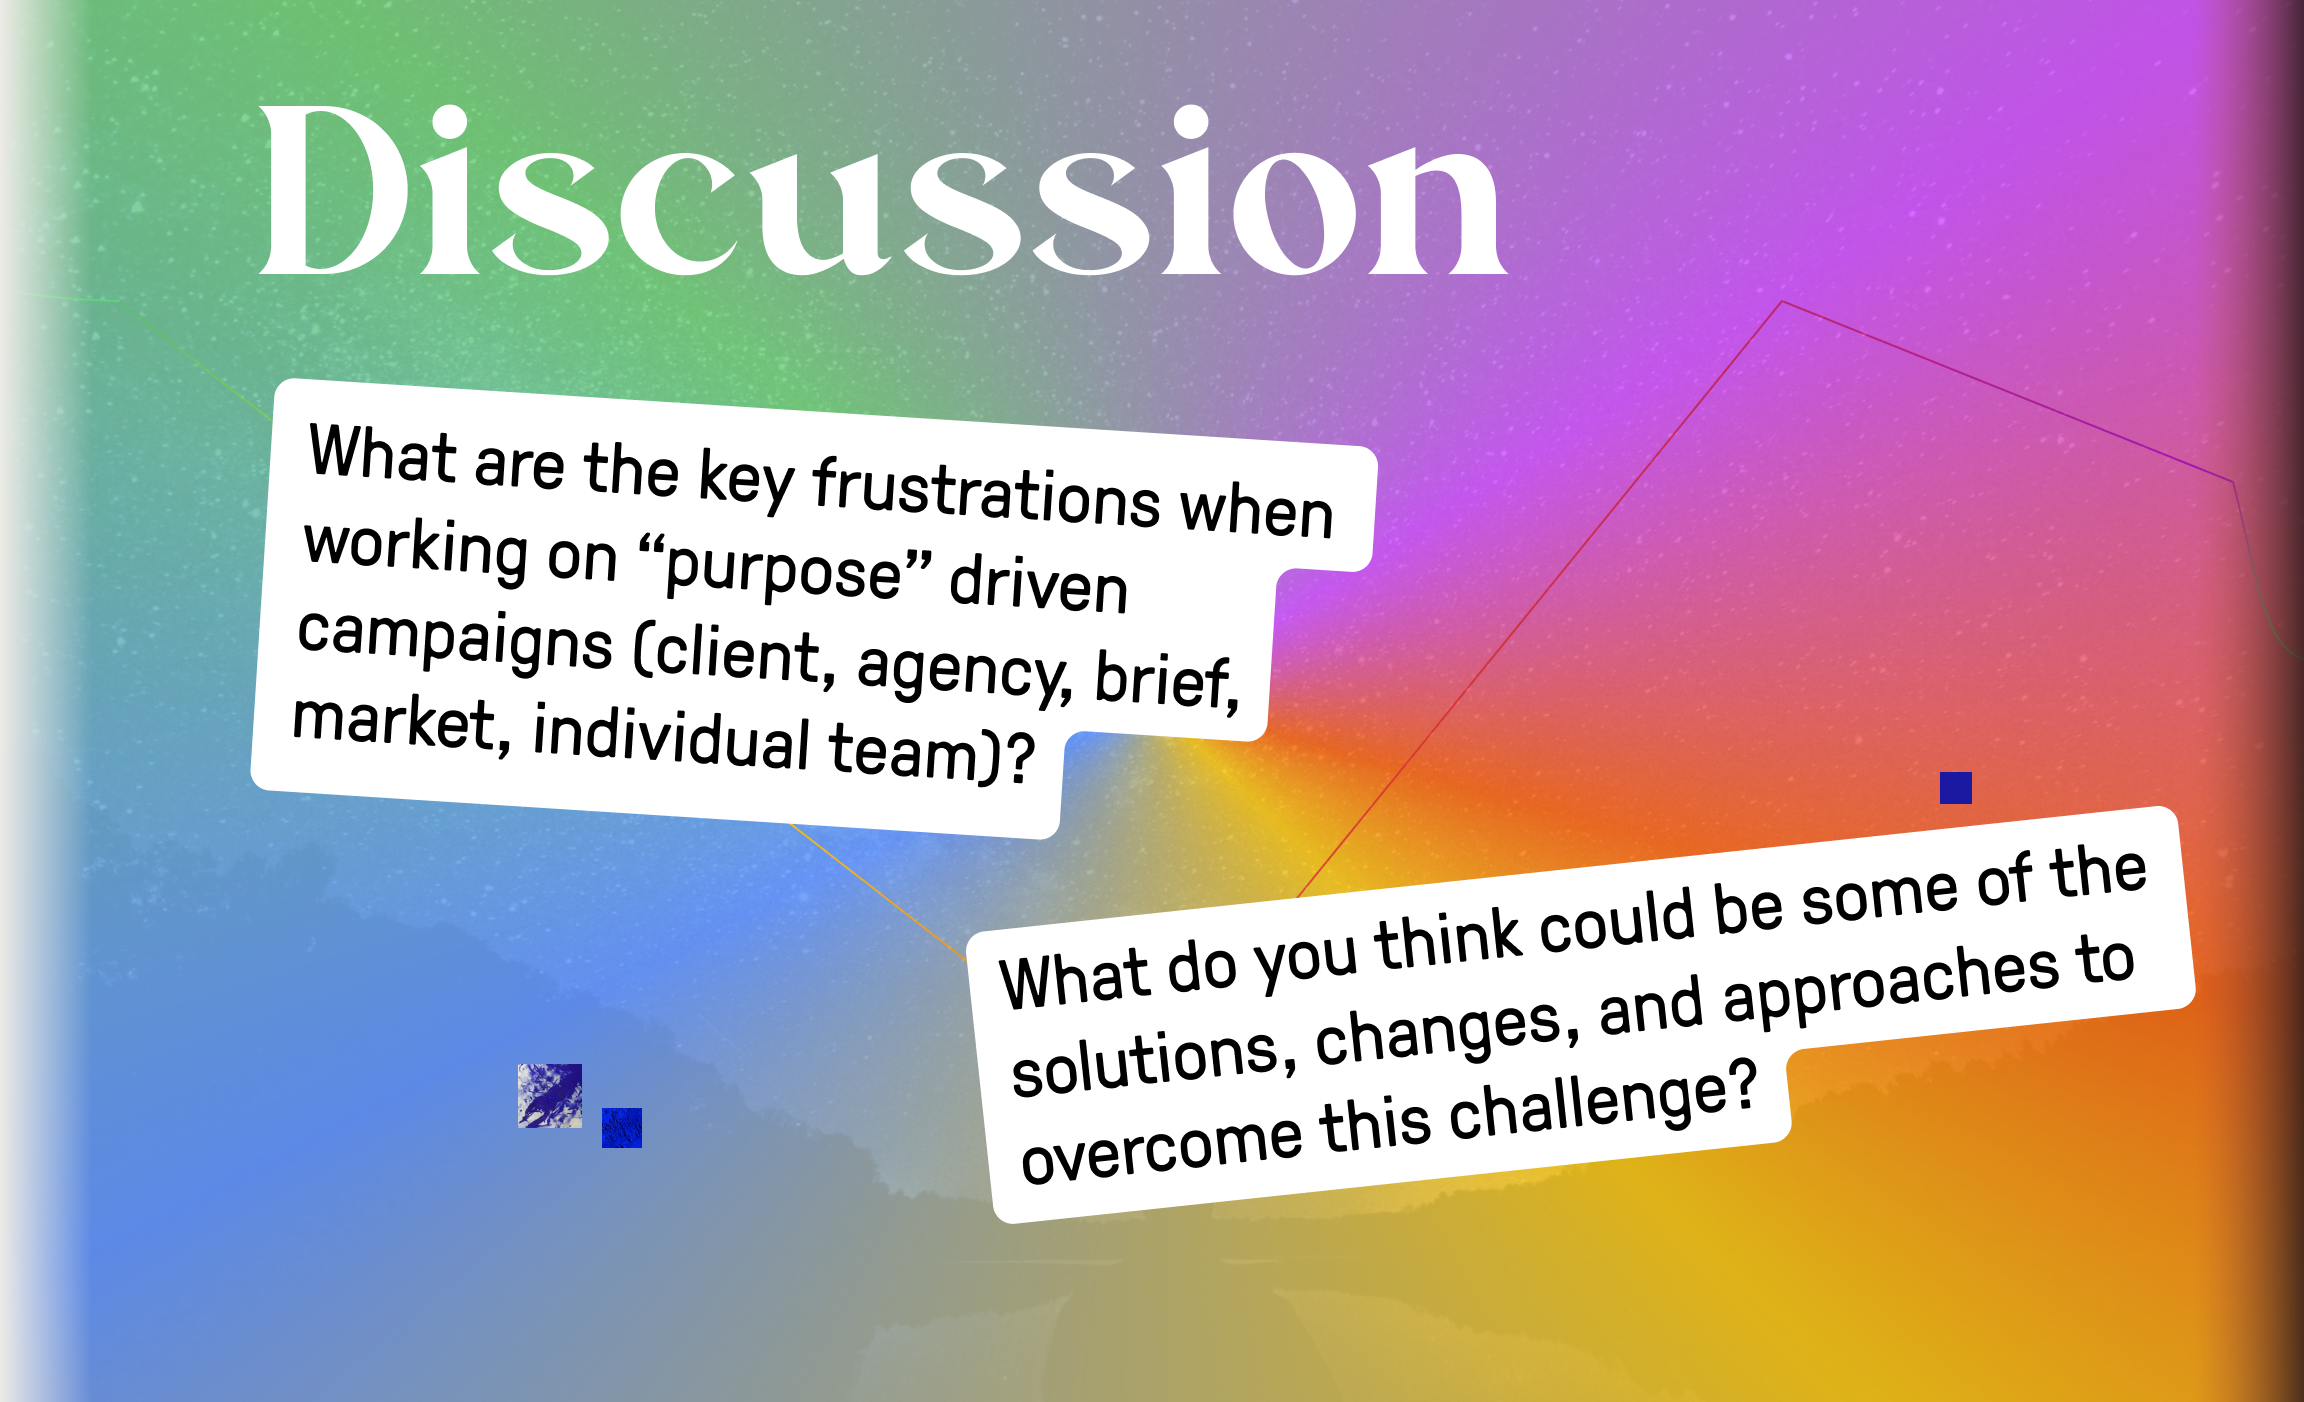 Discussion
What are the key frustrations when
working on “purpose” driven
campaigns (client, agency, brief,
market, individual team)?
What do you think could be some of the
solutions, changes, and approaches to
overcome this challenge?